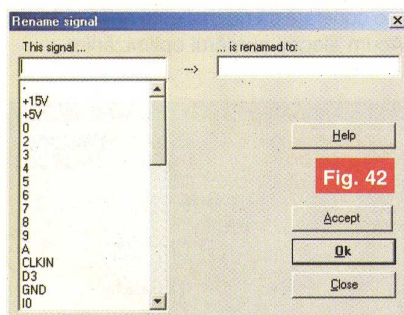 Rename signal
This signal ...
... is renamed to:
-->
.
+15V
+5V
0
2
3
4
5
6
7
8
9
A
CLKIN
D3
GND
I0
Help
Fig. 42
Accept
Ok
Close